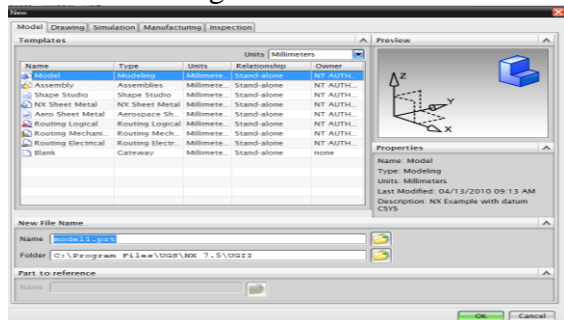 New
Model Drawing Simulation Manufacturing Inspection
Templates
Units Millimeters
Name Type Units Relationship Owner
Model Modeling Millimete... Stand-alone NT AUTH...
Assembly Assemblies Millimete... Stand-alone NT AUTH...
Shape Studio Shape Studio Millimete... Stand-alone NT AUTH...
NX Sheet Metal NX Sheet Metal Millimete... Stand-alone NT AUTH...
Aero Sheet Metal Aerospace Sh... Millimete... Stand-alone NT AUTH...
Routing Logical Routing Logical Millimete... Stand-alone NT AUTH...
Routing Mechani... Routing Mech... Millimete... Stand-alone NT AUTH...
Routing Electrical Routing Electr... Millimete... Stand-alone NT AUTH...
Blank Gateway Millimete... Stand-alone none
Preview
Z
Y
X
Properties
Name: Model
Type: Modeling
Units: Millimeters
Last Modified: 04/13/2010 09:13 AM
Description: NX Example with datum
CSYS
New File Name
Name model1.prt
Folder C:\Program Files\UGS\NX 7.5\UGII
Part to reference
Name
OK Cancel